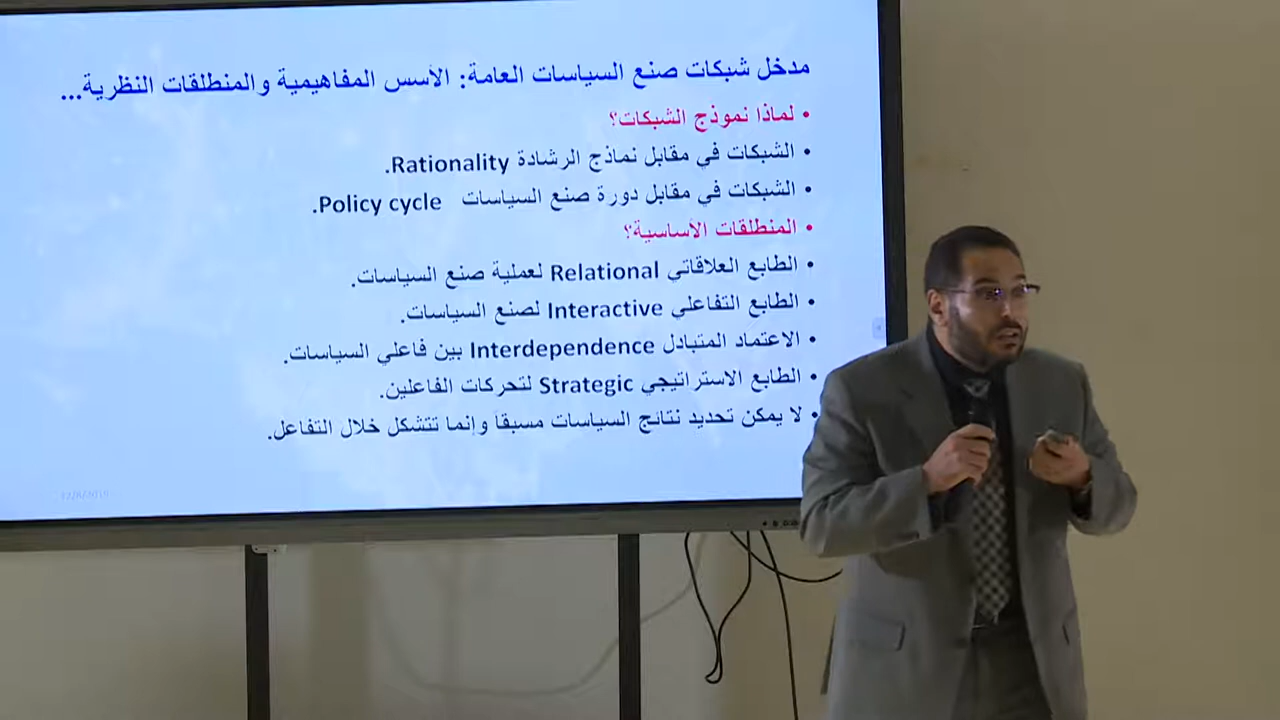 مدخل شبكات صنع السياسات العامة: الأسس المفاهيمية والمنطلقات النظرية...
• لماذا نموذج الشبكات؟
• الشبكات في مقابل نماذج الرشادة Rationality.
• الشبكات في مقابل دورة صنع السياسات Policy cycle.
• المنطلقات الأساسية؟
• الطابع العلاقاتي Relational لعملية صنع السياسات.
• الطابع التفاعلي Interactive لصنع السياسات.
• الاعتماد المتبادل Interdependence بين فاعلي السياسات.
• الطابع الاستراتيجي Strategic لتحركات الفاعلين.
• لا يمكن تحديد نتائج السياسات مسبقا وإنما تتشكل خلال التفاعل.